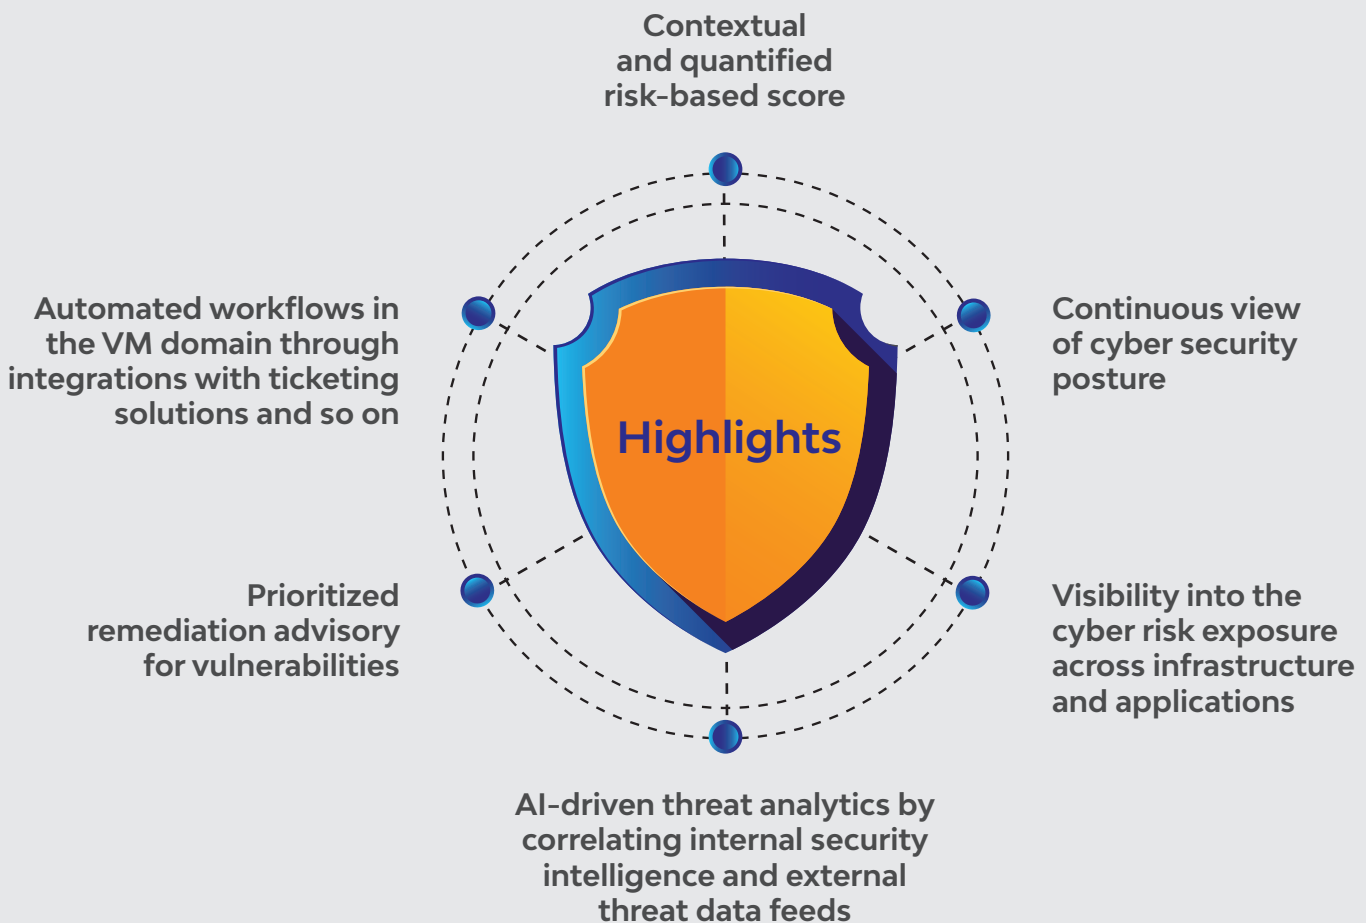 Contextual
and quantified
risk-based score
Automated workflows in
the VM domain through
integrations with ticketing
solutions and so on
Continuous view
of cyber security
posture
Highlights
Prioritized
remediation advisory
for vulnerabilities
Visibility into the
cyber risk exposure
across infrastructure
and applications
AI-driven threat analytics by
correlating internal security
intelligence and external
threat data feeds